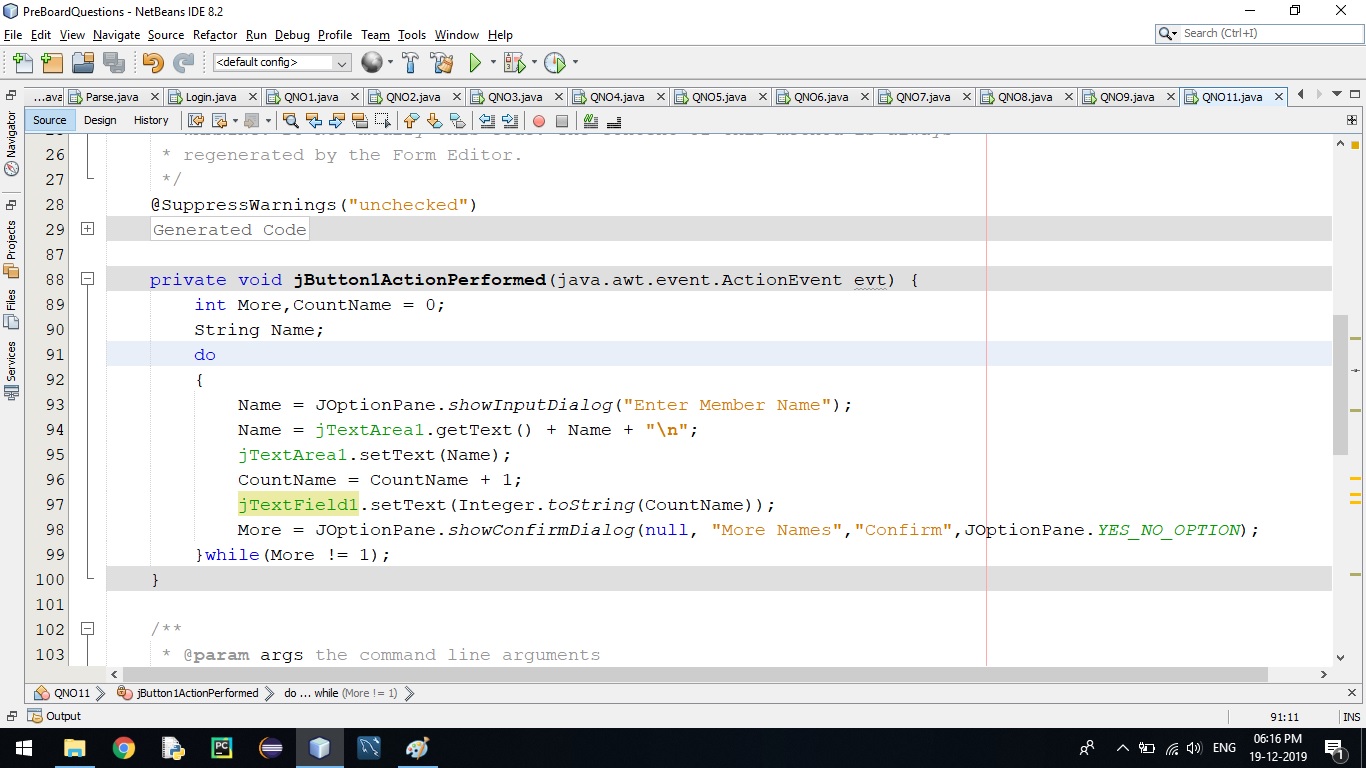 PreBoardQuestions - NetBeans IDE 8.2
File Edit View Navigate Source Refactor Run Debug Profile Team Tools Window Help
Search (Ctrl+I)
<default config>
...ava Parse.java Login.java QNO1.java QNO2.java QNO3.java QNO4.java QNO5.java QNO6.java QNO7.java QNO8.java QNO9.java QNO11.java
Source Design History
Navigator
Projects
Files
Services
26 * regenerated by the Form Editor.
27 */
28 @SuppressWarnings("unchecked")
29 Generated Code
87
88 private void jButton1ActionPerformed(java.awt.event.ActionEvent evt) {
89 int More,CountName = 0;
90 String Name;
91 do
92 {
93 Name = JOptionPane.showInputDialog("Enter Member Name");
94 Name = jTextArea1.getText() + Name + "\n";
95 jTextArea1.setText(Name);
96 CountName = CountName + 1;
97 jTextField1.setText(Integer.toString(CountName));
98 More = JOptionPane.showConfirmDialog(null, "More Names","Confirm",JOptionPane.YES_NO_OPTION);
99 }while(More != 1);
100 }
101
102 /**
103 * @param args the command line arguments
QNO11 jButton1ActionPerformed do ... while (More != 1)
Output
91:11 INS
PC
ENG
06:16 PM
19-12-2019
1